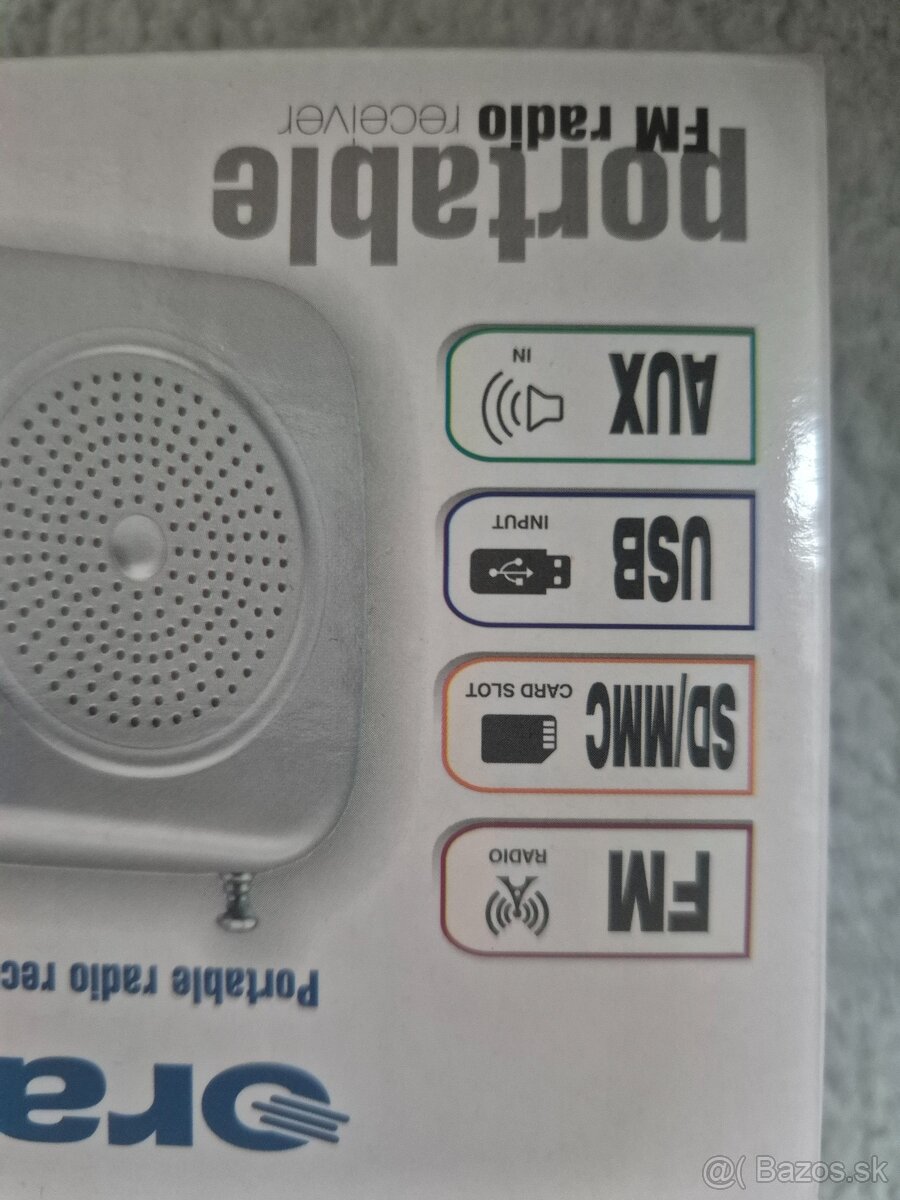 ora
Portable radio rec
FM
RADIO
SD/MMC
CARD SLOT
USB
INPUT
AUX
IN
portable
FM radio receiver
@( Bazos.sk